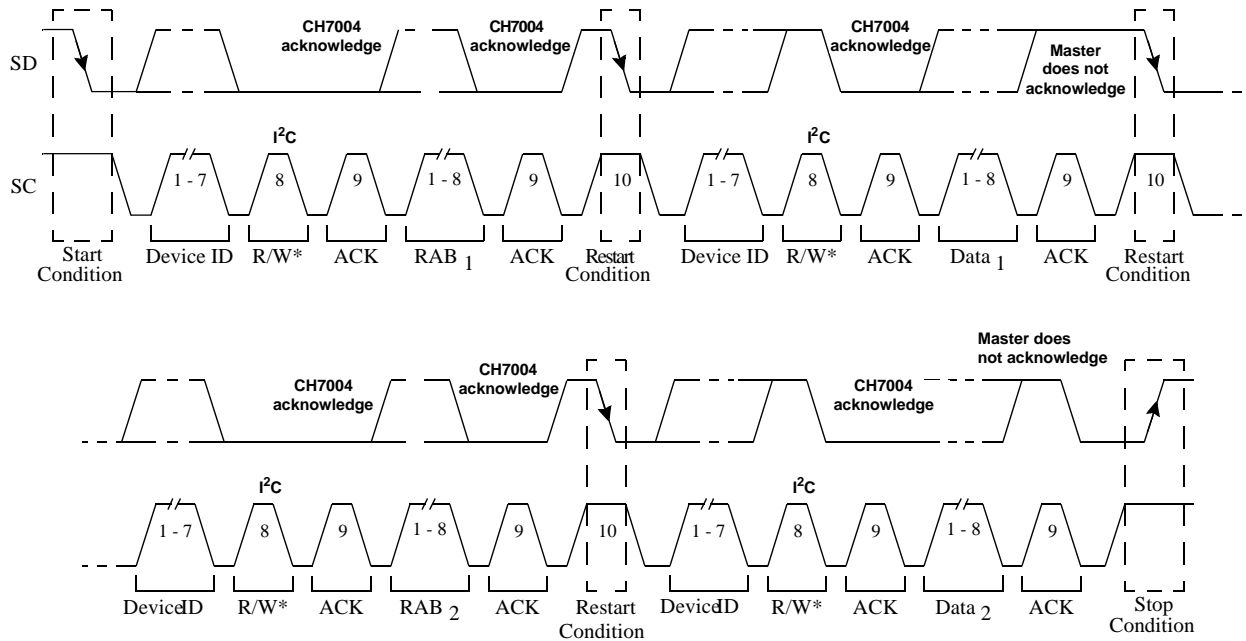 CH7004
acknowledge
CH7004
acknowledge
CH7004
acknowledge
Master
does not
acknowledge
SD
I²C
I²C
SC
1 - 7
8
9
1 - 8
9
10
1 - 7
8
9
1 - 8
9
10
Start
Condition
Device ID
R/W*
ACK
RAB 1
ACK
Restart
Condition
Device ID
R/W*
ACK
Data 1
ACK
Restart
Condition
CH7004
acknowledge
CH7004
acknowledge
CH7004
acknowledge
Master does
not acknowledge
I²C
I²C
1 - 7
8
9
1 - 8
9
10
1 - 7
8
9
1 - 8
9
Device ID
R/W*
ACK
RAB 2
ACK
Restart
Condition
Device ID
R/W*
ACK
Data 2
ACK
Stop
Condition